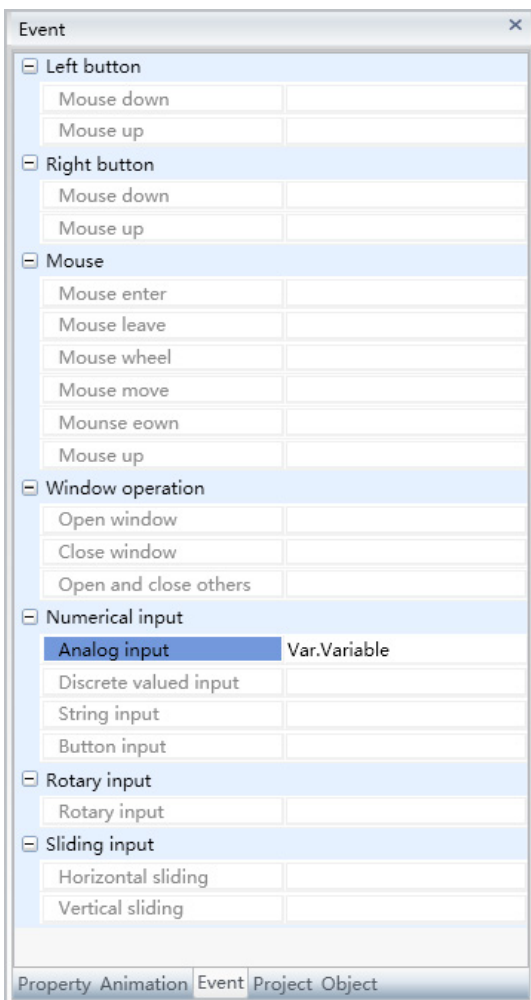 Event
Left button
Mouse down
Mouse up
Right button
Mouse down
Mouse up
Mouse
Mouse enter
Mouse leave
Mouse wheel
Mouse move
Mounse eown
Mouse up
Window operation
Open window
Close window
Open and close others
Numerical input
Analog input Var.Variable
Discrete valued input
String input
Button input
Rotary input
Rotary input
Sliding input
Horizontal sliding
Vertical sliding
Property Animation Event Project Object